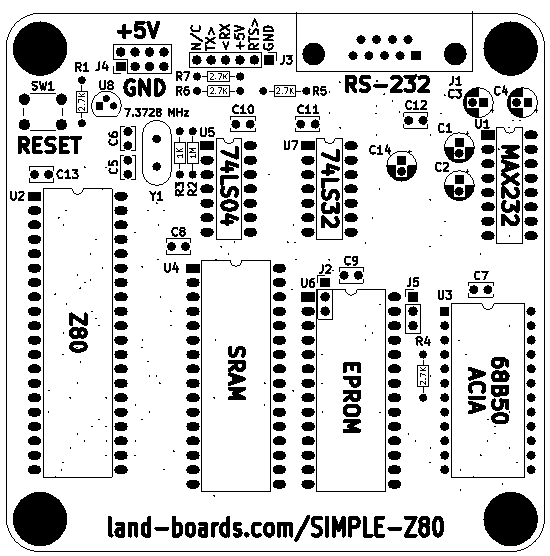 +5V
J4
GND
N/C
TX>
<RX
+5V
RTS>
GND
J3
RS-232
J1
R1
2.7K
SW1
RESET
U8
R7 2.7K
R6 2.7K
2.7K R5
7.3728 MHz
C6
C5
Y1
1K
R3
1M
R2
C10
U5
74LS04
C11
U7
74LS32
C12
C14
C3
C4
C1
C2
U1
MAX232
C13
U2
Z80
C8
U4
SRAM
J2
C9
U6
EPROM
J5
R4
2.7K
U3
C7
68B50
ACIA
land-boards.com/SIMPLE-Z80